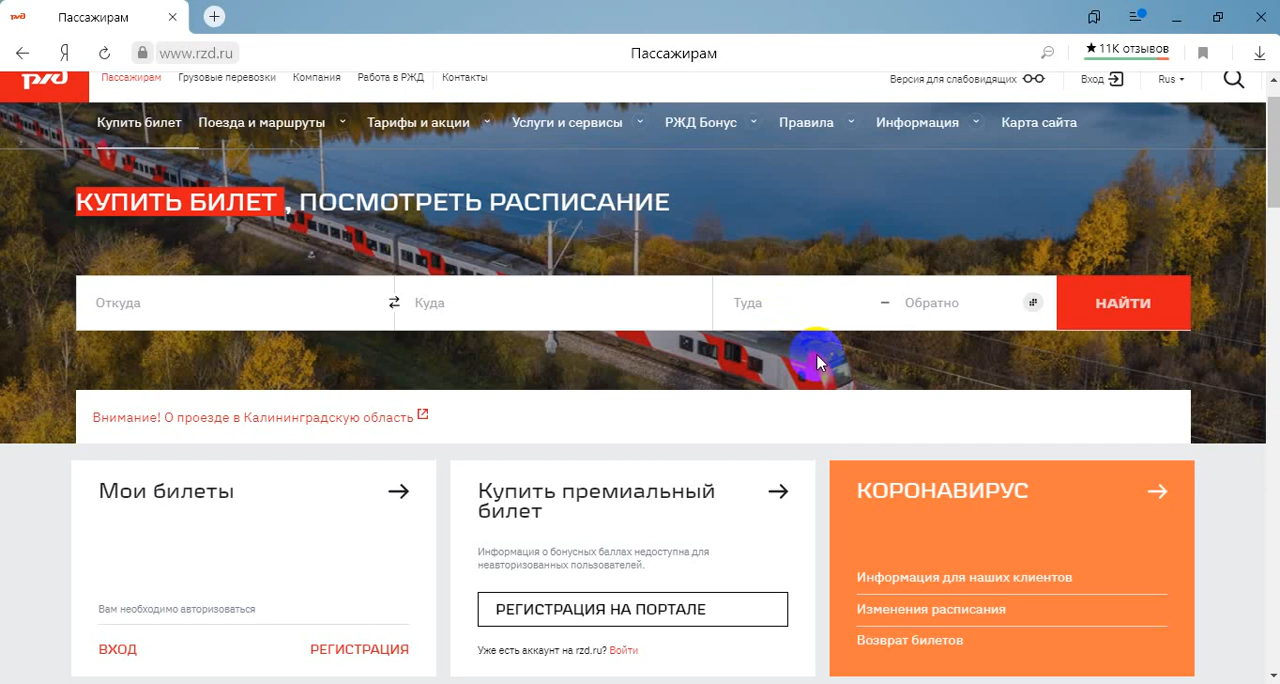 ржд
Пассажирам
www.rzd.ru
Пассажирам
★ 11К отзывов
ржд
Пассажирам Грузовые перевозки Компания Работа в РЖД Контакты
Версия для слабовидящих
Вход
Rus
Купить билет Поезда и маршруты Тарифы и акции Услуги и сервисы РЖД Бонус Правила Информация Карта сайта
КУПИТЬ БИЛЕТ, ПОСМОТРЕТЬ РАСПИСАНИЕ
Откуда
Куда
Туда – Обратно
НАЙТИ
Внимание! О проезде в Калининградскую область
Мои билеты
Вам необходимо авторизоваться
ВХОД
РЕГИСТРАЦИЯ
Купить премиальный
билет
Информация о бонусных баллах недоступна для
неавторизованных пользователей.
РЕГИСТРАЦИЯ НА ПОРТАЛЕ
Уже есть аккаунт на rzd.ru? Войти
КОРОНАВИРУС
Информация для наших клиентов
Изменения расписания
Возврат билетов